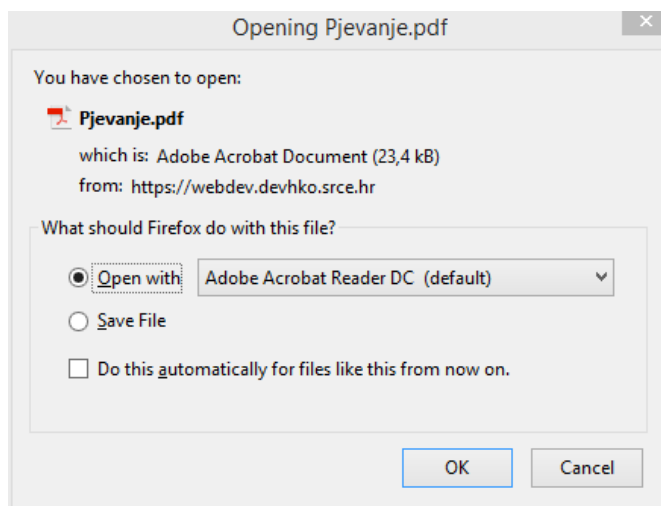 Opening Pjevanje.pdf
You have chosen to open:
Pjevanje.pdf
which is: Adobe Acrobat Document (23,4 kB)
from: https://webdev.devhko.srce.hr
What should Firefox do with this file?
Open with Adobe Acrobat Reader DC (default)
Save File
Do this automatically for files like this from now on.
OK Cancel